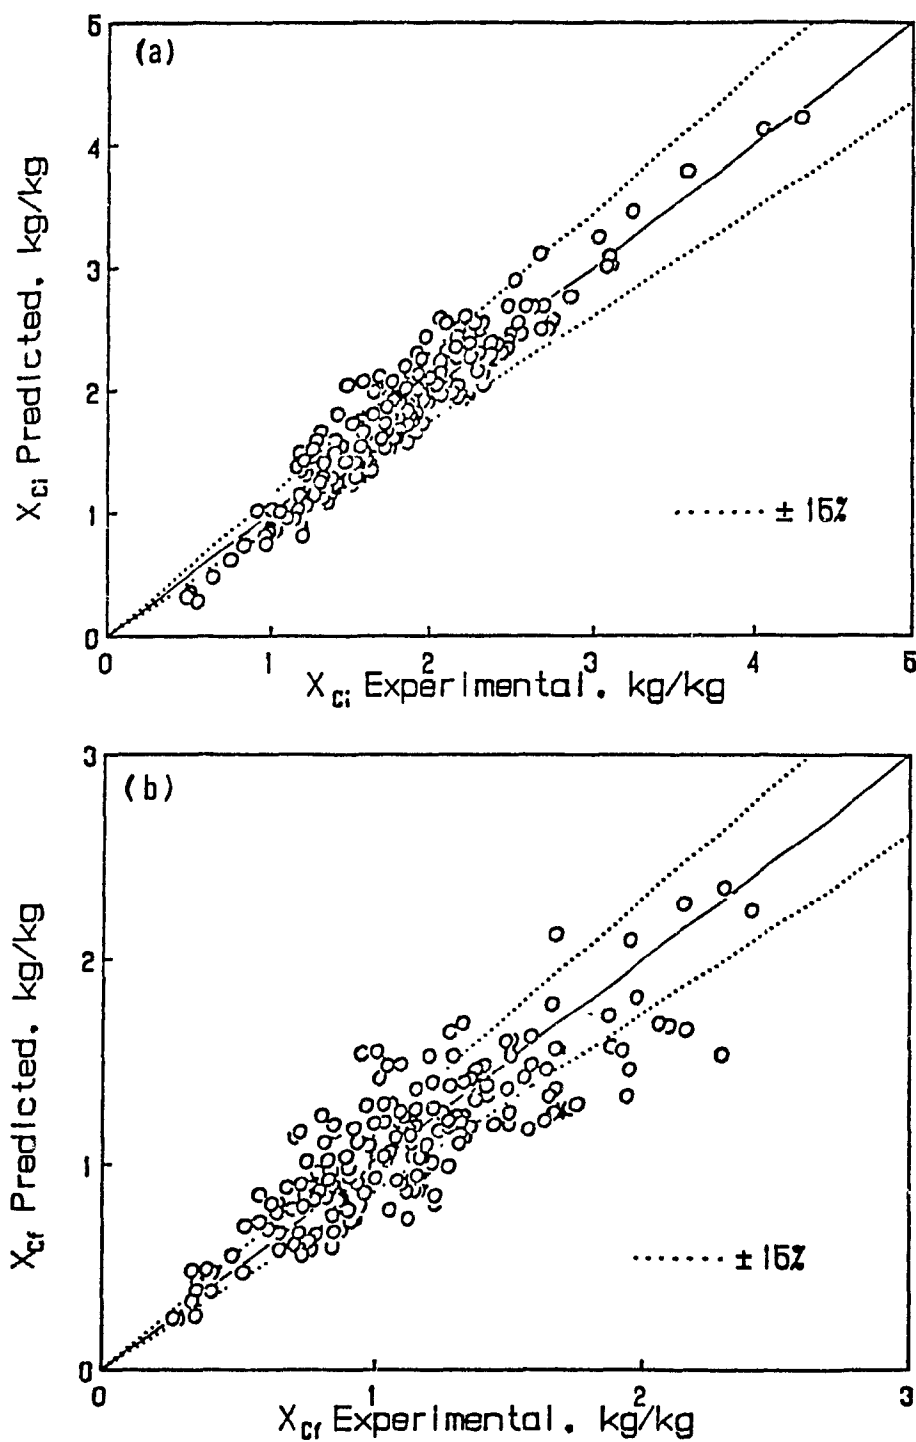 (a)
5
4
3
2
1
0
X_Ci Predicted. kg/kg
± 15%
0 1 2 3 4 5
X_Ci Experimental. kg/kg
(b)
3
2
1
0
X_Cf Predicted. kg/kg
± 15%
0 1 2 3
X_Cf Experimental. kg/kg